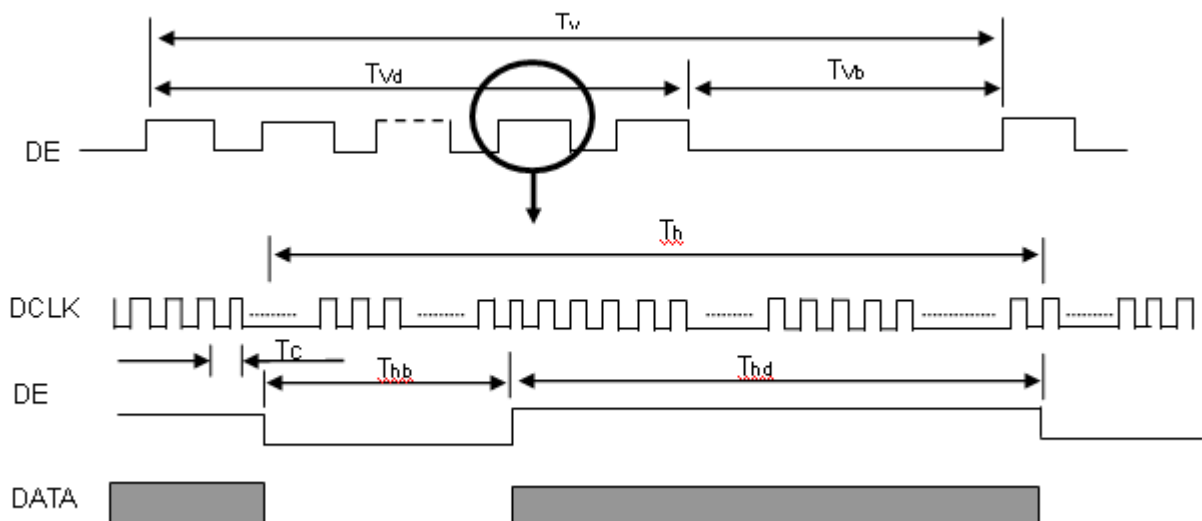 Tv
Tvd
Tvb
DE
Th
DCLK
Tc
Thb
Thd
DE
DATA